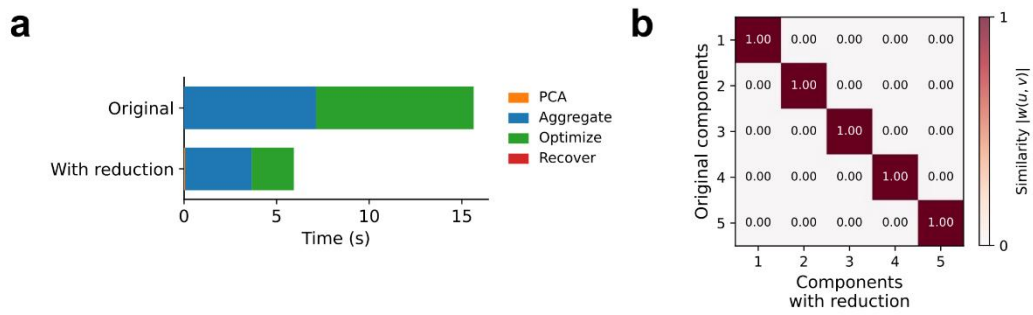 a
Original
With reduction
0 5 10 15
Time (s)
PCA
Aggregate
Optimize
Recover
b
Original components
1
2
3
4
5
1.00 0.00 0.00 0.00 0.00
0.00 1.00 0.00 0.00 0.00
0.00 0.00 1.00 0.00 0.00
0.00 0.00 0.00 1.00 0.00
0.00 0.00 0.00 0.00 1.00
1 2 3 4 5
Components
with reduction
1
0
Similarity |w(u, v)|